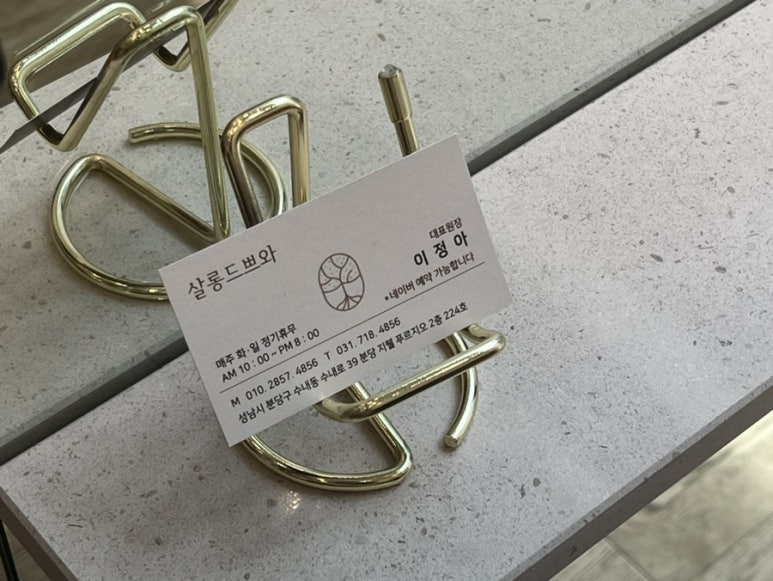 살롱드쁘와
대표원장
이정아
*네이버 예약 가능합니다
매주 화·일 정기휴무
AM 10 : 00 ~ PM 8 : 00
M 010. 2857. 4856 T 031. 718. 4856
성남시 분당구 수내동 수내로 39 분당 지웰 푸르지오 2층 224호